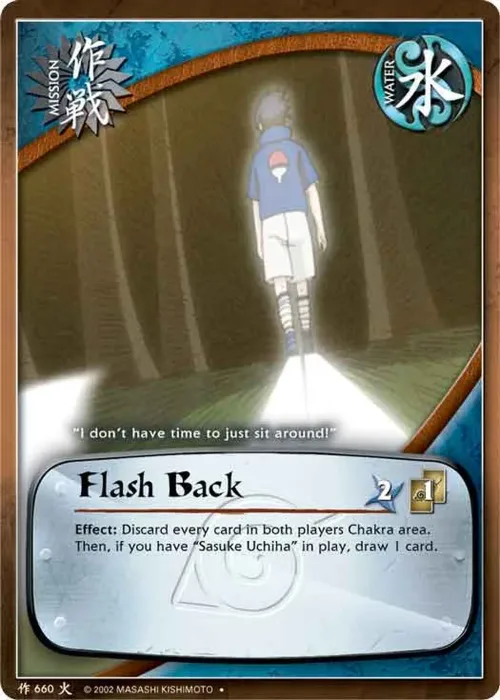 MISSION
作戦
WATER
水
"I don't have time to just sit around!"
Flash Back
2
1
Effect: Discard every card in both players Chakra area.
Then, if you have "Sasuke Uchiha" in play, draw 1 card.
作 660 火 © 2002 MASASHI KISHIMOTO